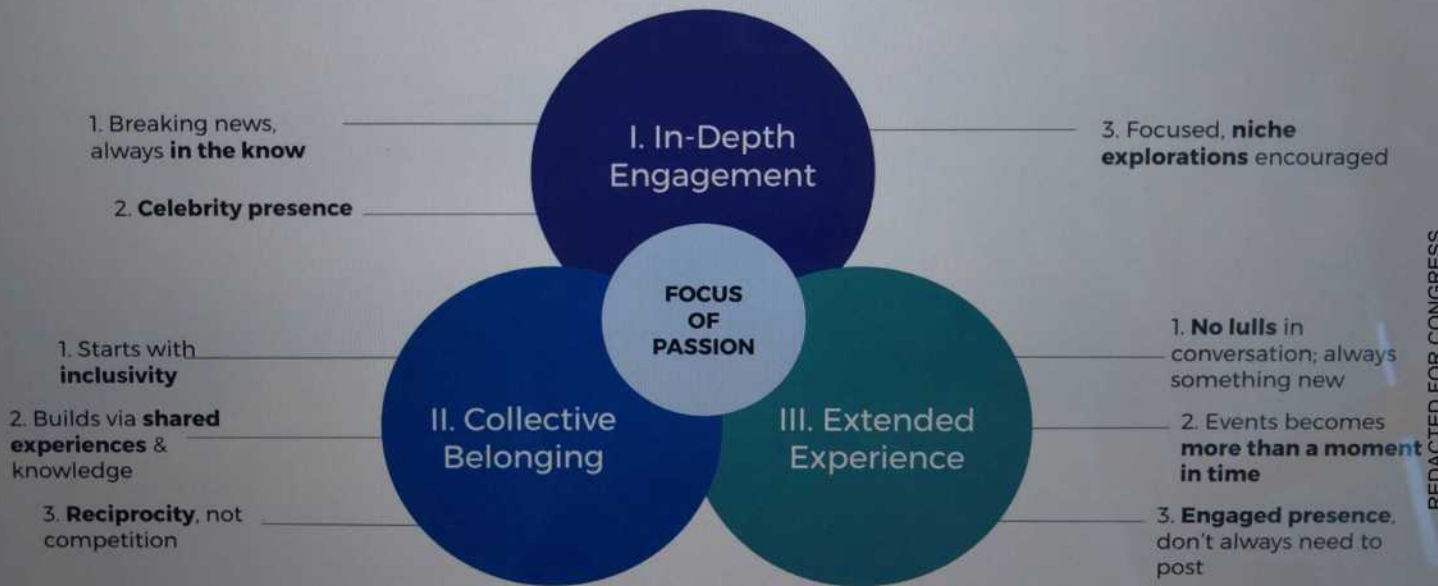 1. Breaking news,
always in the know
2. Celebrity presence
I. In-Depth
Engagement
3. Focused, niche
explorations encouraged
FOCUS
OF
PASSION
1. Starts with
inclusivity
2. Builds via shared
experiences &
knowledge
3. Reciprocity, not
competition
II. Collective
Belonging
III. Extended
Experience
1. No lulls in
conversation; always
something new
2. Events becomes
more than a moment
in time
3. Engaged presence,
don't always need to
post
REDACTED FOR CONGRESS